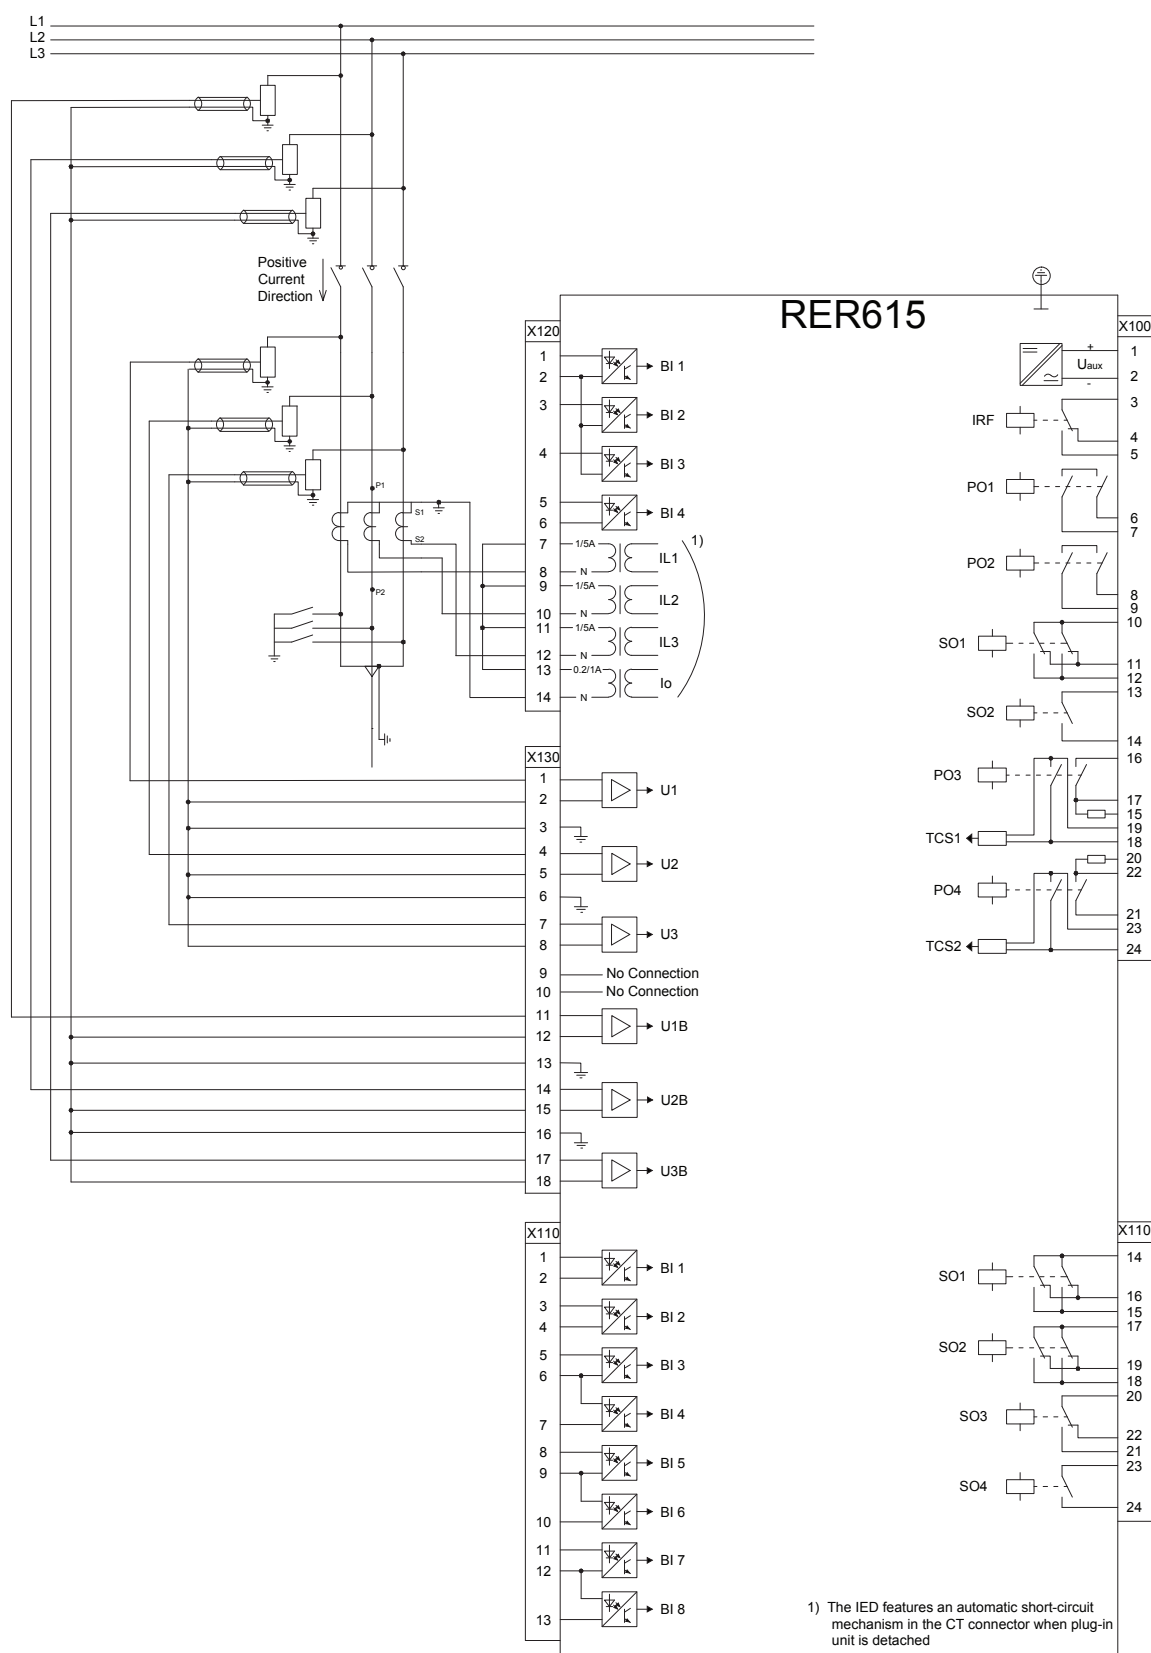 L1
L2
L3
Positive
Current
Direction
P1
S1
S2
P2
RER615
X120
1
2
3
4
5
6
7
8
9
10
11
12
13
14
BI 1
BI 2
BI 3
BI 4
1/5A
N
IL1
1/5A
N
IL2
1/5A
N
IL3
0.2/1A
N
Io
1)
X130
1
2
3
4
5
6
7
8
9
10
11
12
13
14
15
16
17
18
U1
U2
U3
No Connection
No Connection
U1B
U2B
U3B
X110
1
2
3
4
5
6
7
8
9
10
11
12
13
BI 1
BI 2
BI 3
BI 4
BI 5
BI 6
BI 7
BI 8
X100
+
Uaux
-
1
2
IRF
3
4
5
PO1
6
7
PO2
8
9
SO1
10
11
12
SO2
13
14
PO3
16
17
15
19
TCS1
18
20
22
PO4
21
23
TCS2
24
X110
14
SO1
16
15
17
SO2
19
18
20
SO3
22
21
23
SO4
24
1) The IED features an automatic short-circuit
mechanism in the CT connector when plug-in
unit is detached